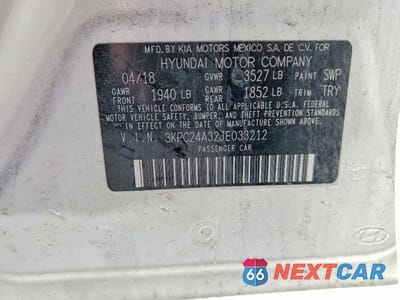 MFD. BY KIA MOTORS MEXICO S.A. DE C.V. FOR
HYUNDAI MOTOR COMPANY
04/18 GVWR 3527 LB PAINT SWP
GAWR FRONT 1940 LB GAWR REAR 1852 LB TRIM TRY
THIS VEHICLE CONFORMS TO ALL APPLICABLE U.S. FEDERAL
MOTOR VEHICLE SAFETY, BUMPER, AND THEFT PREVENTION STANDARDS
IN EFFECT ON THE DATE OF MANUFACTURE SHOWN ABOVE.
V.I.N. 3KPC24A32JE033212
PASSENGER CAR
66 NEXTCAR